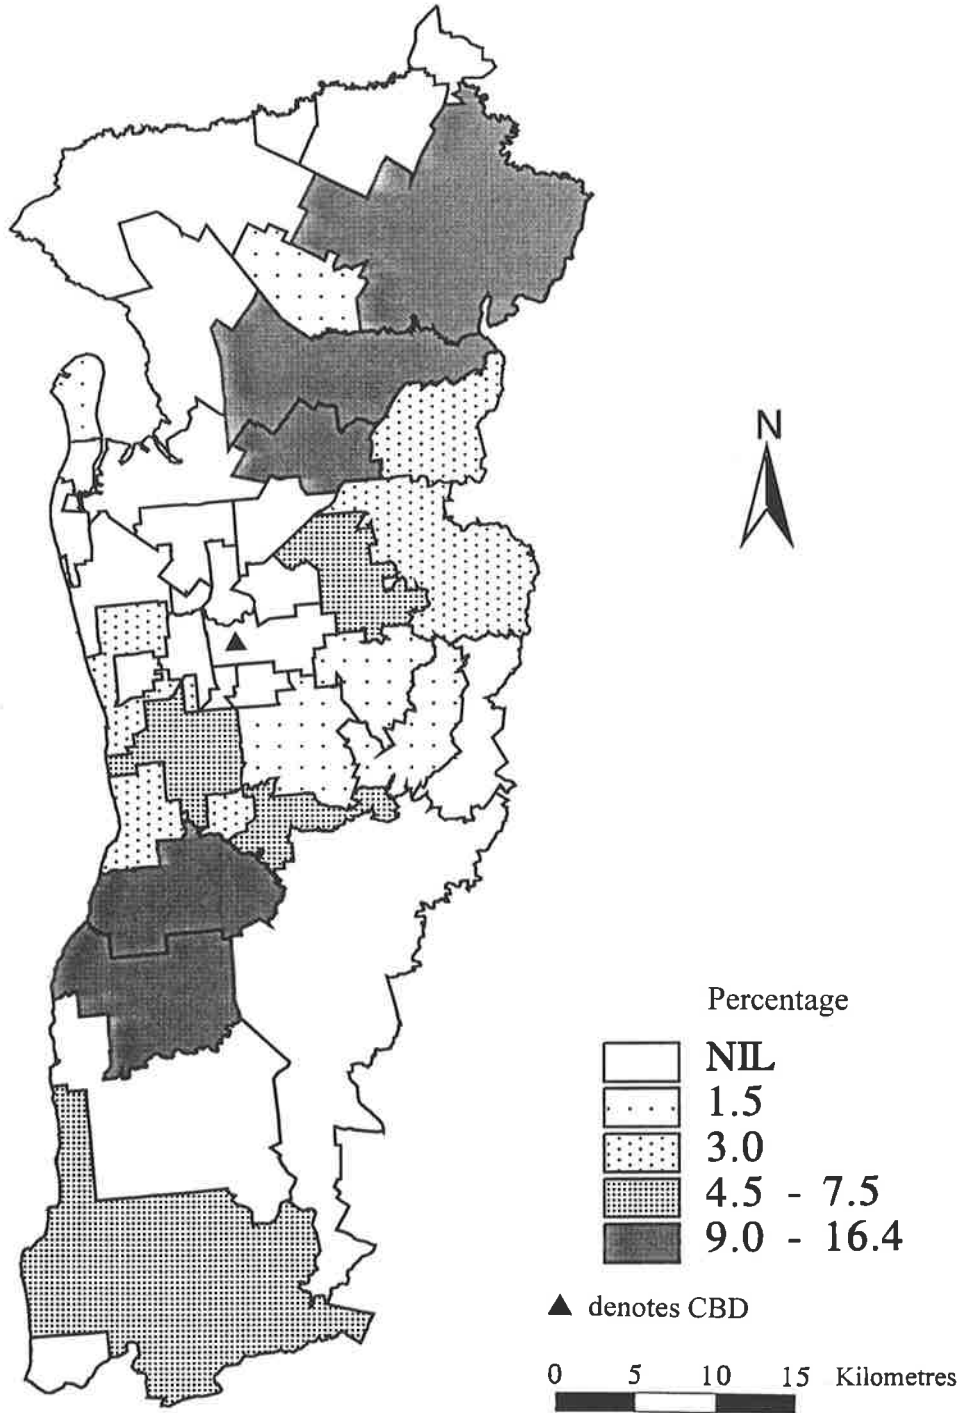 N
Percentage
NIL
1.5
3.0
4.5 - 7.5
9.0 - 16.4
denotes CBD
0 5 10 15 Kilometres